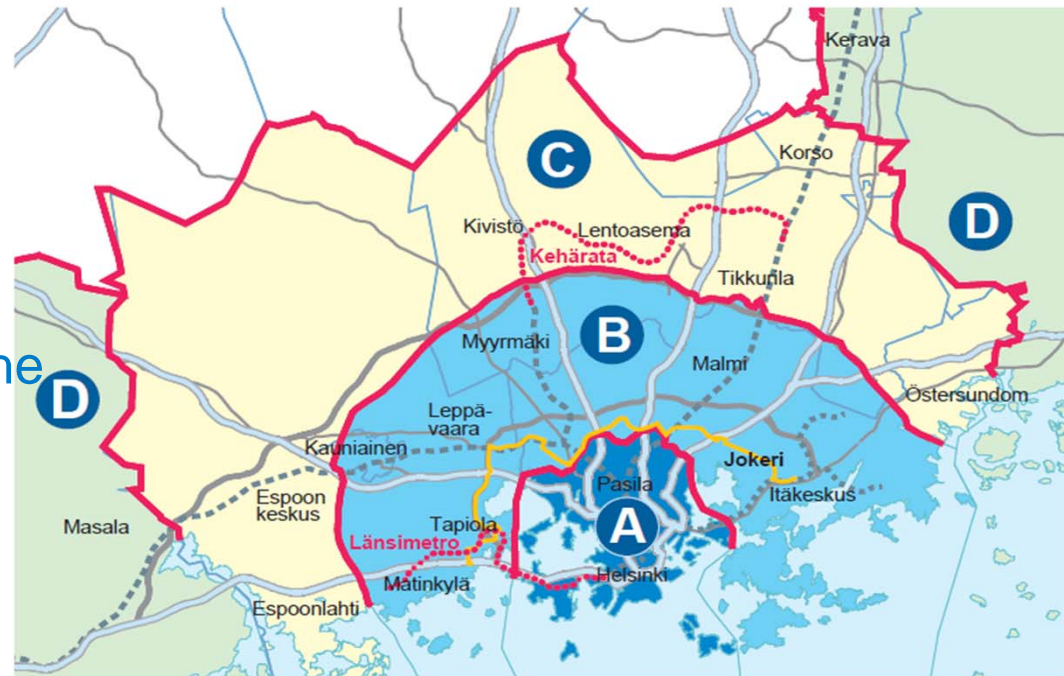 Kerava
Korso
C
D
Kivistö
Lentoasema
Kehärata
Tikkurila
B
Myyrmäki
Malmi
ne
D
Östersundom
Leppä-
vaara
Kauniainen
Jokeri
Pasila
Itäkeskus
Espoon
keskus
Masala
Tapiola
A
Länsimetro
Matinkylä
Helsinki
Espoonlahti